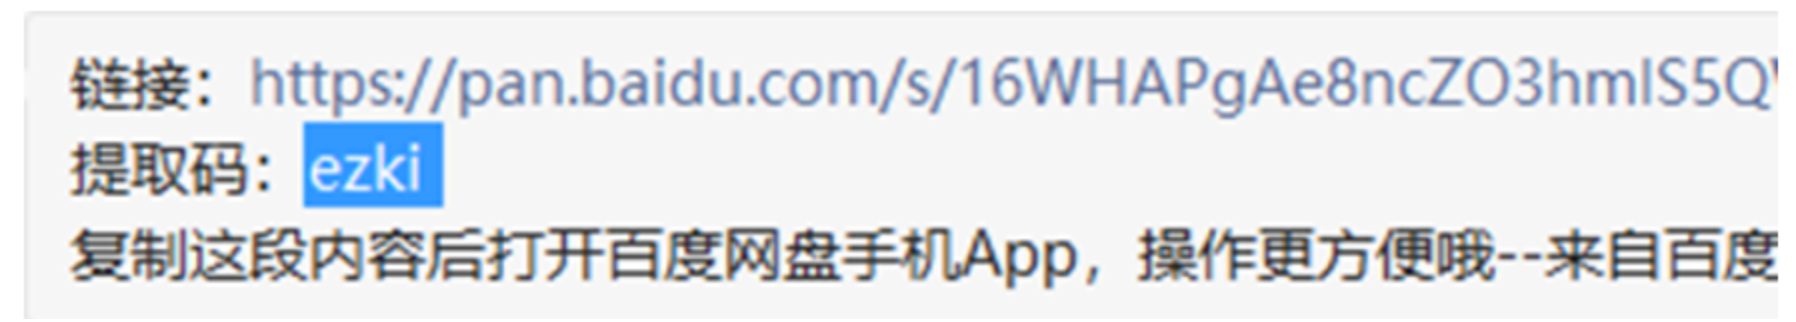 链接：https://pan.baidu.com/s/16WHAPgAe8ncZO3hmIS5Q
提取码：ezki
复制这段内容后打开百度网盘手机App，操作更方便哦--来自百度